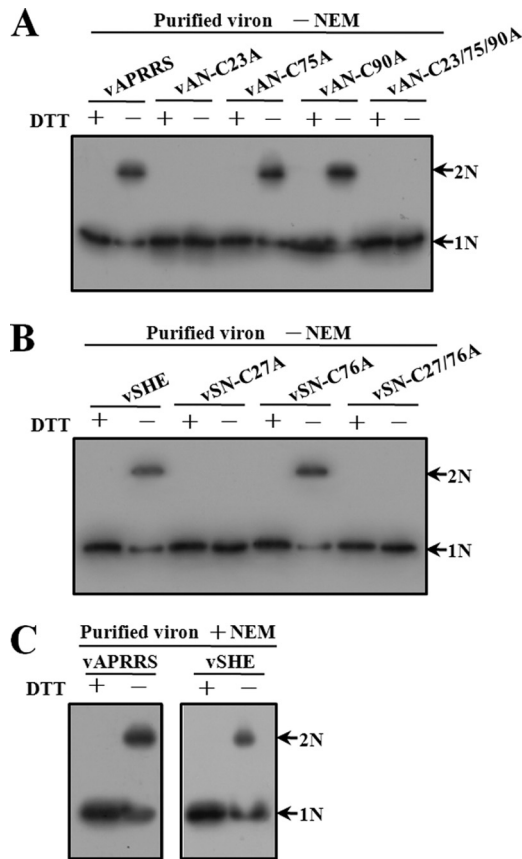 A
Purified viron — NEM
vAPRRS vAN-C23A vAN-C75A vAN-C90A vAN-C23/75/90A
DTT + — + — + — + — + —
2N
1N
B
Purified viron — NEM
vSHE vSN-C27A vSN-C76A vSN-C27/76A
DTT + — + — + — + —
2N
1N
C
Purified viron + NEM
vAPRRS vSHE
DTT + — + —
2N
1N